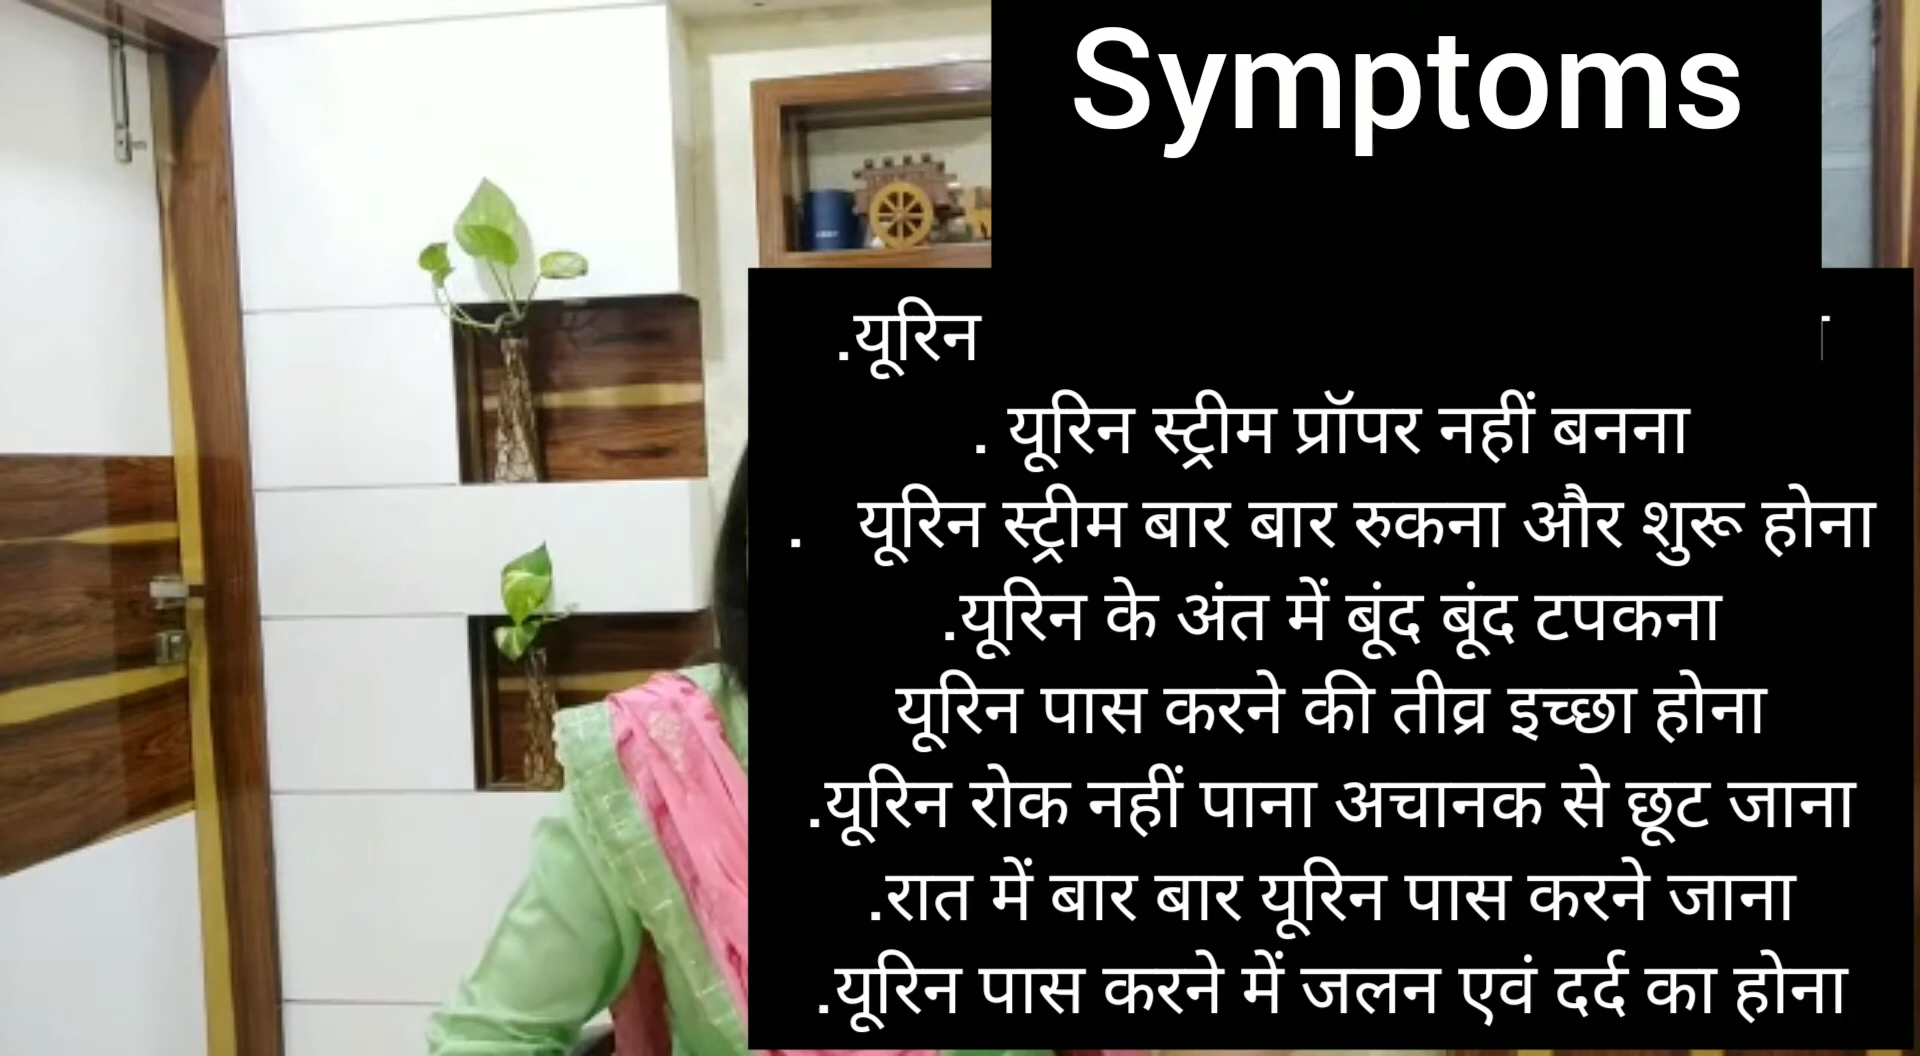 Symptoms
.यूरिन
. यूरिन स्ट्रीम प्रॉपर नहीं बनना
. यूरिन स्ट्रीम बार बार रुकना और शुरू होना
.यूरिन के अंत में बूंद बूंद टपकना
यूरिन पास करने की तीव्र इच्छा होना
.यूरिन रोक नहीं पाना अचानक से छूट जाना
.रात में बार बार यूरिन पास करने जाना
.यूरिन पास करने में जलन एवं दर्द का होना